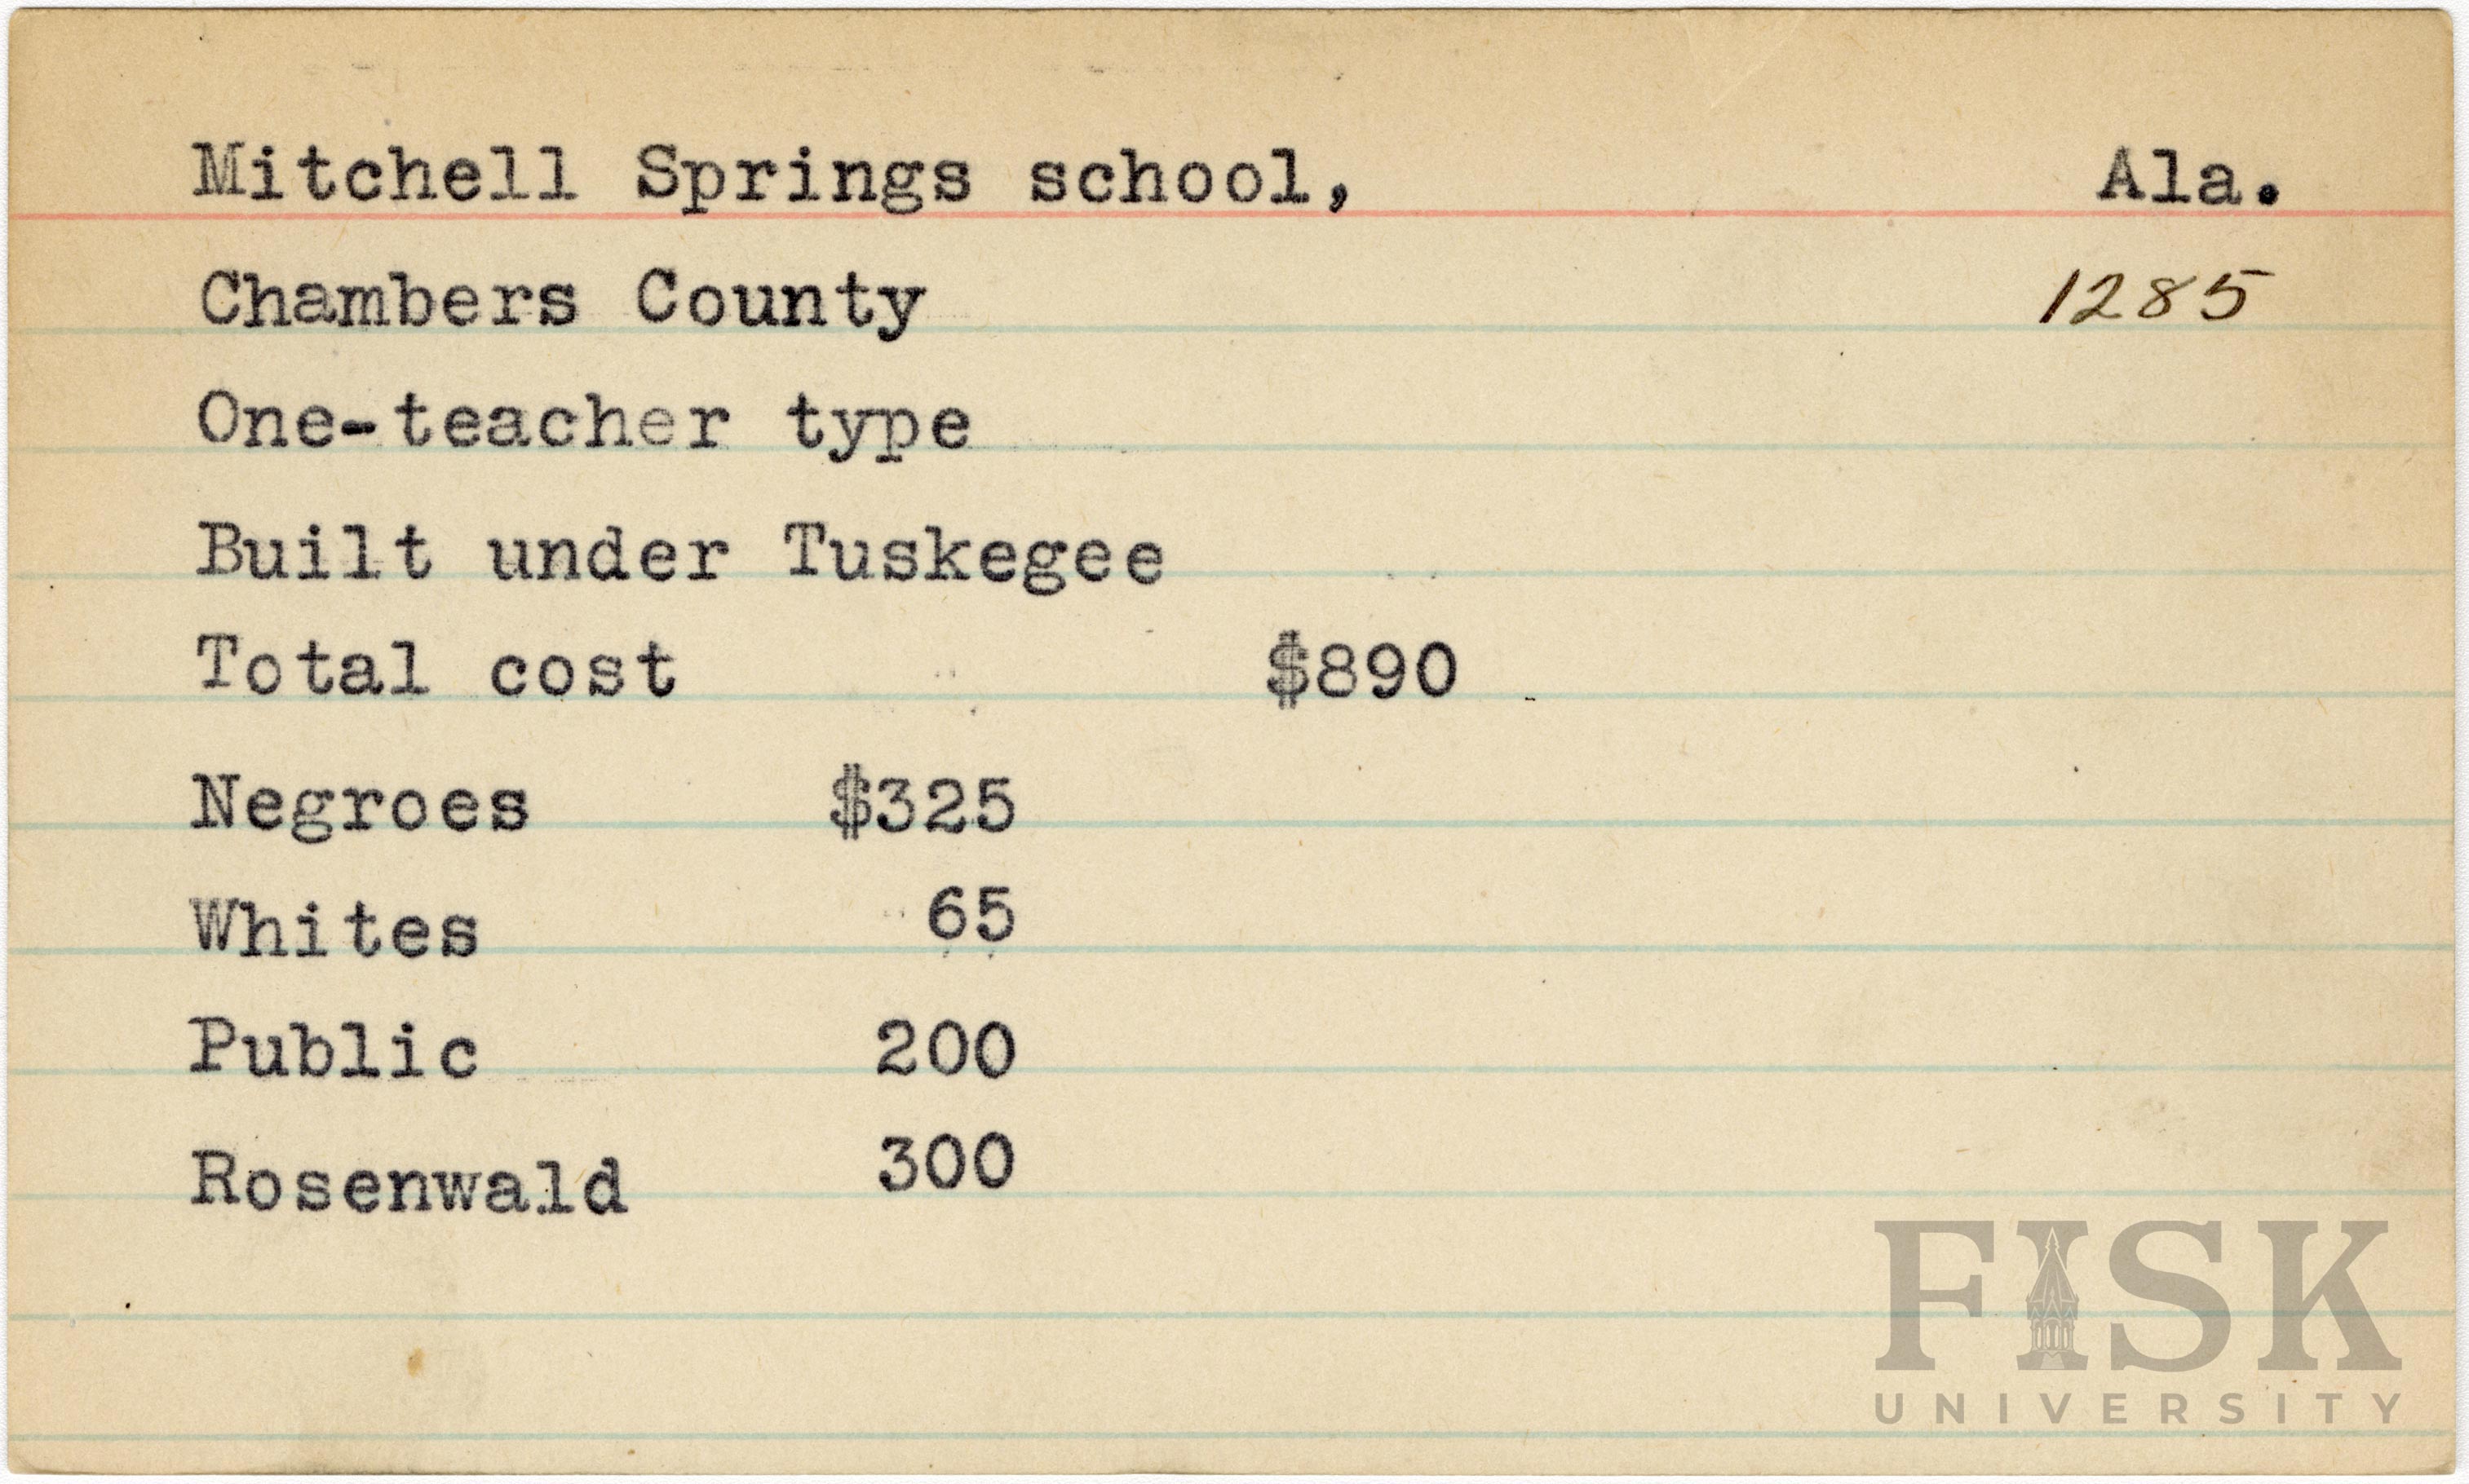 Mitchell Springs school, Ala.
Chambers County 1285
One-teacher type
Built under Tuskegee
Total cost $890
Negroes $325
Whites 65
Public 200
Rosenwald 300
FISK
UNIVERSITY